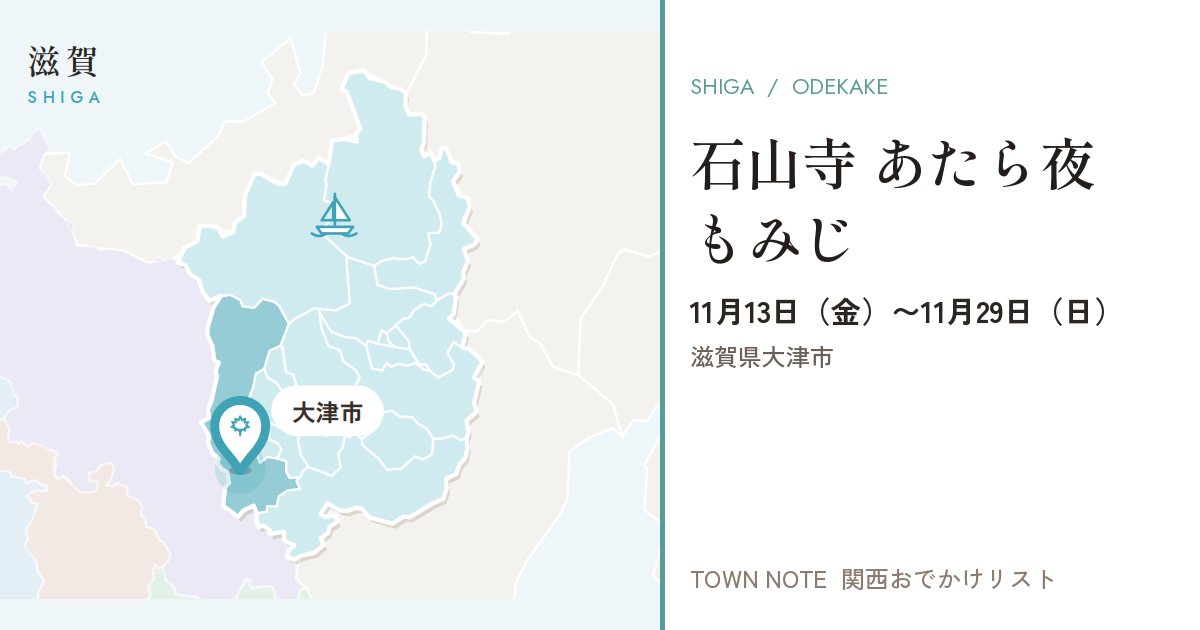 滋賀
SHIGA
大津市
SHIGA / ODEKAKE
石山寺 あたら夜
もみじ
11月13日（金）〜11月29日（日）
滋賀県大津市
TOWN NOTE 関西おでかけリスト